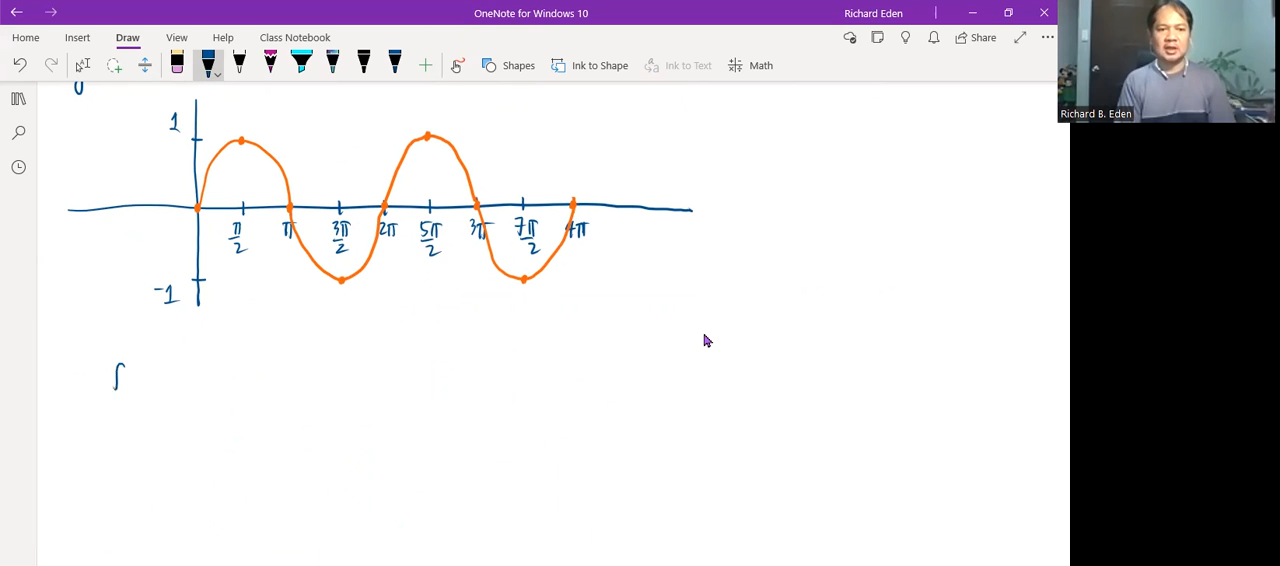 OneNote for Windows 10
Richard Eden
Home Insert Draw View Help Class Notebook
Share
Shapes Ink to Shape Ink to Text Math
Richard B. Eden
1
π/2 π 3π/2 2π 5π/2 3π 7π/2 4π
-1
∫